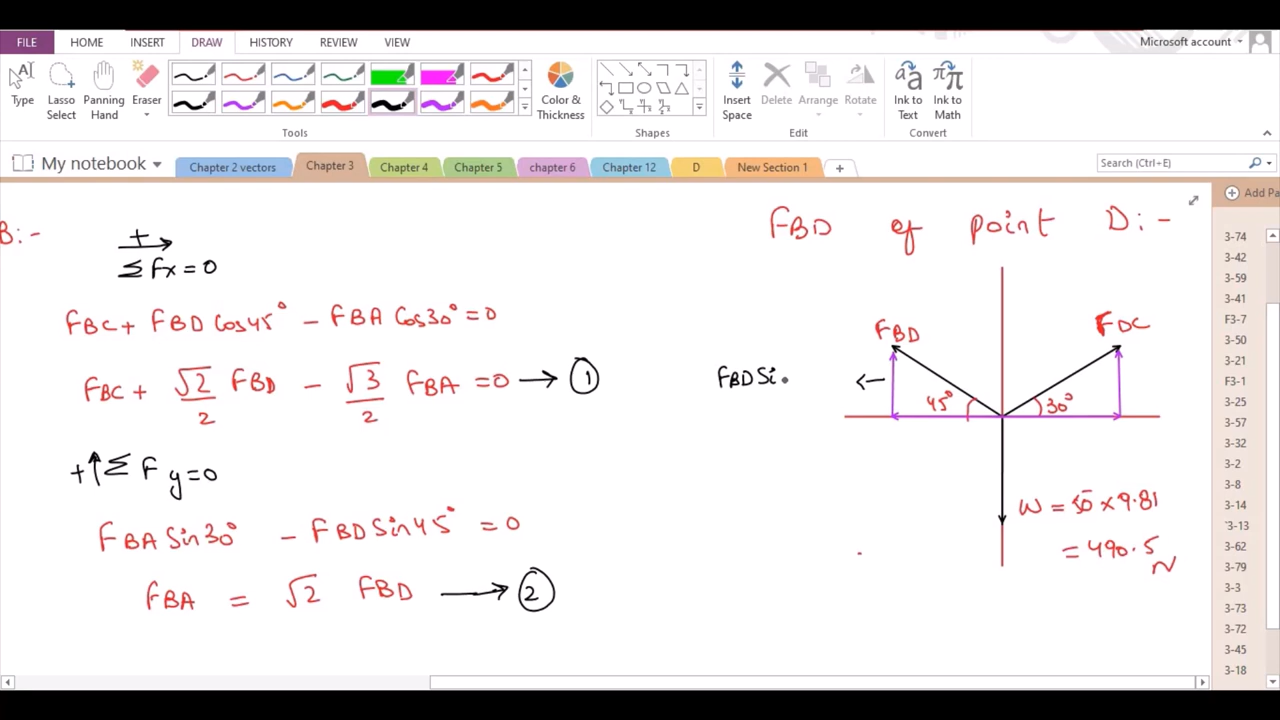 FILE HOME INSERT DRAW HISTORY REVIEW VIEW
Microsoft account
Type
Lasso Select
Panning Hand
Eraser
Color & Thickness
Insert Space
Delete
Arrange
Rotate
Ink to Text
Ink to Math
Tools
Shapes
Edit
Convert
My notebook
Chapter 2 vectors
Chapter 3
Chapter 4
Chapter 5
chapter 6
Chapter 12
D
New Section 1
Search (Ctrl+E)
Add Pa
B:-
+
ΣFx=0
FBC + FBD Cos45° - FBA Cos30° = 0
FBC + √2/2 FBD - √3/2 FBA = 0 → 1
+↑ΣFy=0
FBA Sin30° - FBD Sin45° = 0
FBA = √2 FBD → 2
FBD of point D:-
FBD
FDC
FBDSi
←
45°
30°
W = 50×9.81
= 490.5
N
3-74
3-42
3-59
3-41
F3-7
3-50
3-21
F3-1
3-25
3-57
3-32
3-2
3-8
3-14
3-13
3-62
3-79
3-3
3-73
3-72
3-45
3-18